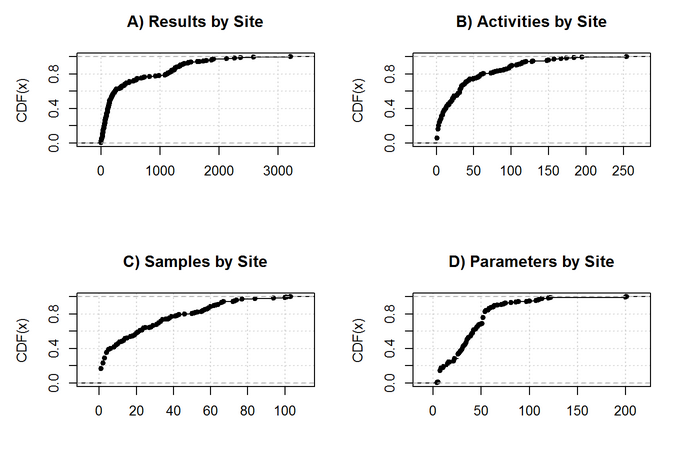 A) Results by Site
CDF(x)
0.0 0.4 0.8
0 1000 2000 3000
B) Activities by Site
CDF(x)
0.0 0.4 0.8
0 50 100 150 200 250
C) Samples by Site
CDF(x)
0.0 0.4 0.8
0 20 40 60 80 100
D) Parameters by Site
CDF(x)
0.0 0.4 0.8
0 50 100 150 200